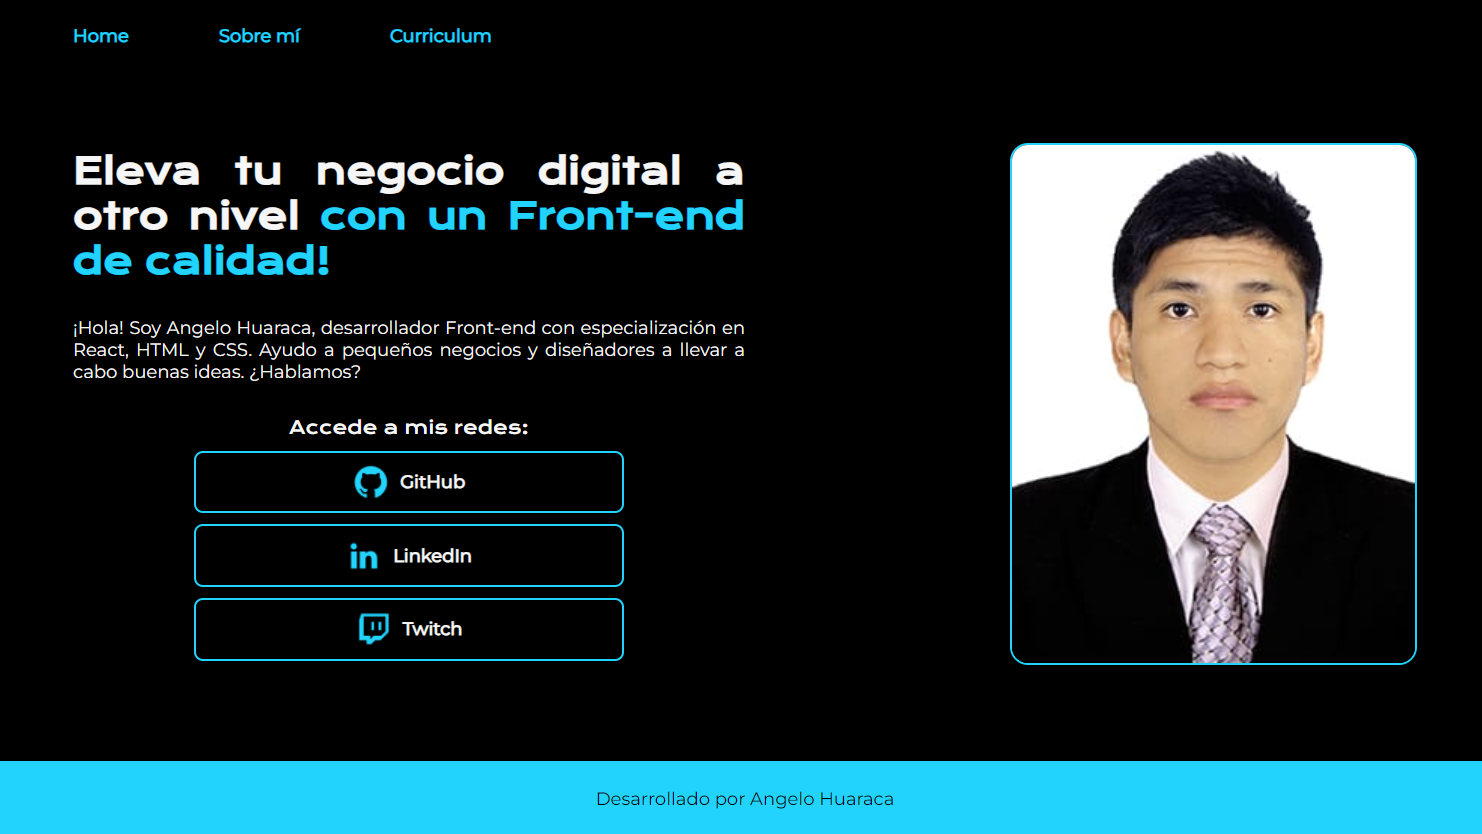 Home
Sobre mí
Curriculum
Eleva tu negocio digital a
otro nivel con un Front-end
de calidad!
¡Hola! Soy Angelo Huaraca, desarrollador Front-end con especialización en
React, HTML y CSS. Ayudo a pequeños negocios y diseñadores a llevar a
cabo buenas ideas. ¿Hablamos?
Accede a mis redes:
GitHub
LinkedIn
Twitch
Desarrollado por Angelo Huaraca